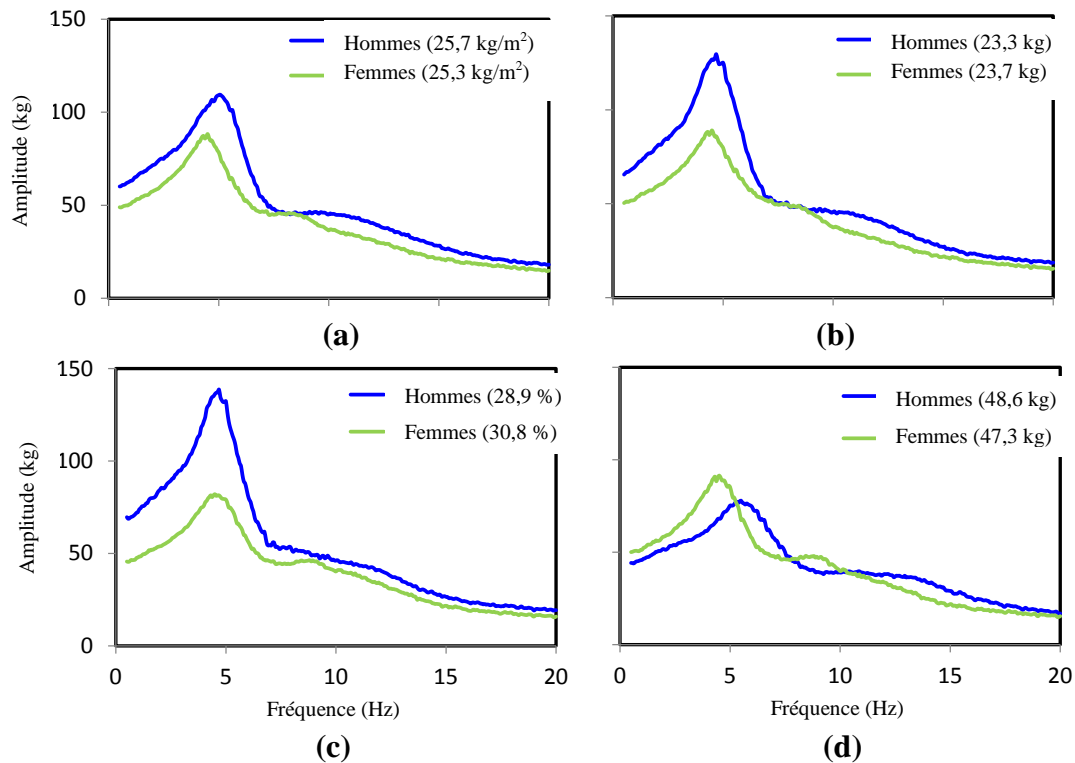 150
100
50
0
Amplitude (kg)
Hommes (25,7 kg/m²)
Femmes (25,3 kg/m²)
(a)
Hommes (23,3 kg)
Femmes (23,7 kg)
(b)
150
100
50
0
Amplitude (kg)
Hommes (28,9 %)
Femmes (30,8 %)
0 5 10 15 20
Fréquence (Hz)
(c)
Hommes (48,6 kg)
Femmes (47,3 kg)
0 5 10 15 20
Fréquence (Hz)
(d)